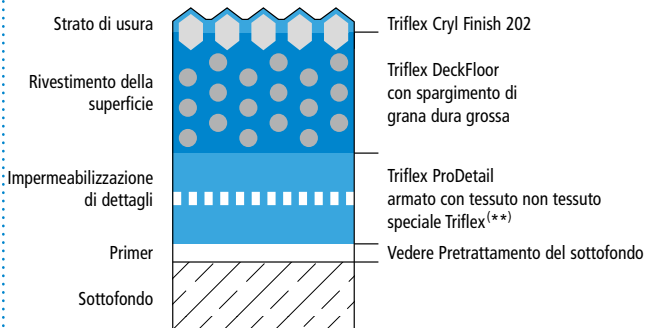 Strato di usura
Triflex Cryl Finish 202
Rivestimento della
superficie
Triflex DeckFloor
con spargimento di
grana dura grossa
Impermeabilizzazione
di dettagli
Triflex ProDetail
armato con tessuto non tessuto
speciale Triflex(**)
Primer
Vedere Pretrattamento del sottofondo
Sottofondo